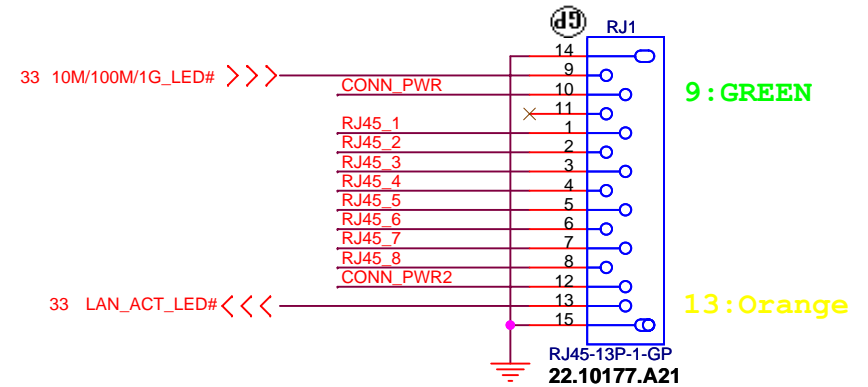 GP
RJ1
14
33 10M/100M/1G_LED# 9
CONN_PWR 10
9:GREEN
11
RJ45_1 1
RJ45_2 2
RJ45_3 3
RJ45_4 4
RJ45_5 5
RJ45_6 6
RJ45_7 7
RJ45_8 8
CONN_PWR2 12
33 LAN_ACT_LED# 13
13:Orange
15
RJ45-13P-1-GP
22.10177.A21